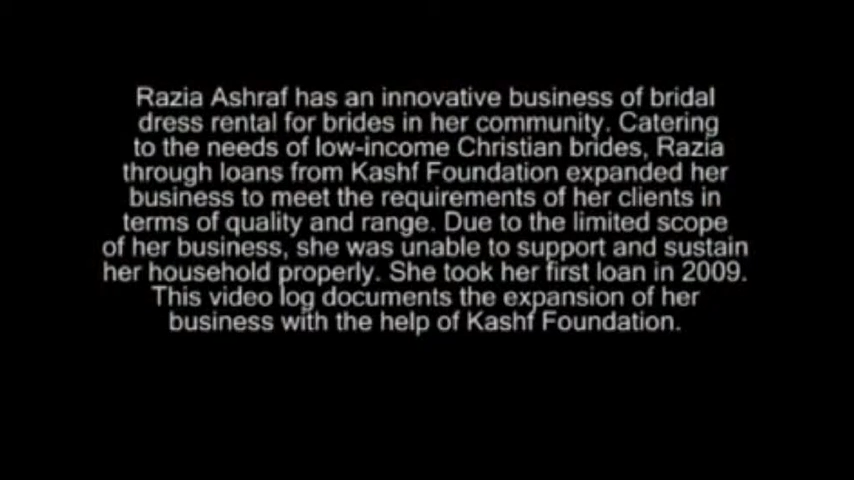 Razia Ashraf has an innovative business of bridal
dress rental for brides in her community. Catering
to the needs of low-income Christian brides, Razia
through loans from Kashf Foundation expanded her
business to meet the requirements of her clients in
terms of quality and range. Due to the limited scope
of her business, she was unable to support and sustain
her household properly. She took her first loan in 2009.
This video log documents the expansion of her
business with the help of Kashf Foundation.